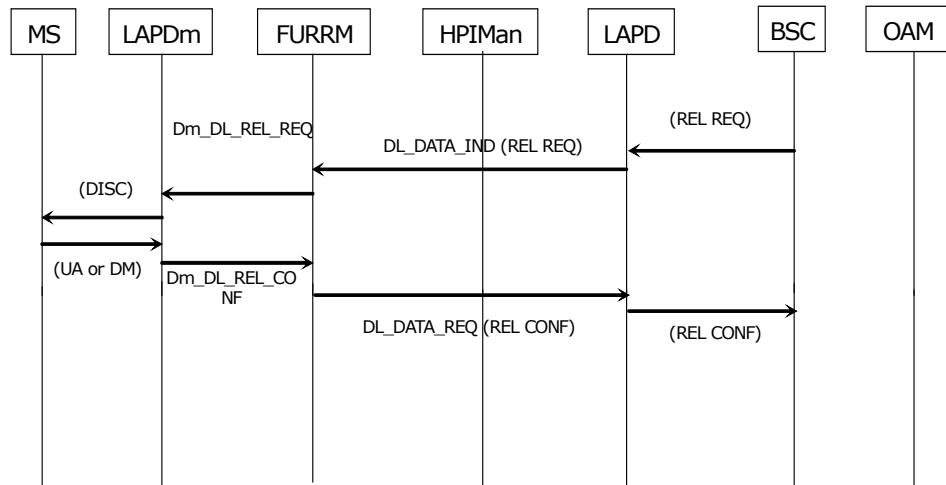 MS LAPDm FURRM HPIMan LAPD BSC OAM
(REL REQ)
Dm_DL_REL_REQ
DL_DATA_IND (REL REQ)
(DISC)
(UA or DM)
Dm_DL_REL_CO
NF
DL_DATA_REQ (REL CONF)
(REL CONF)